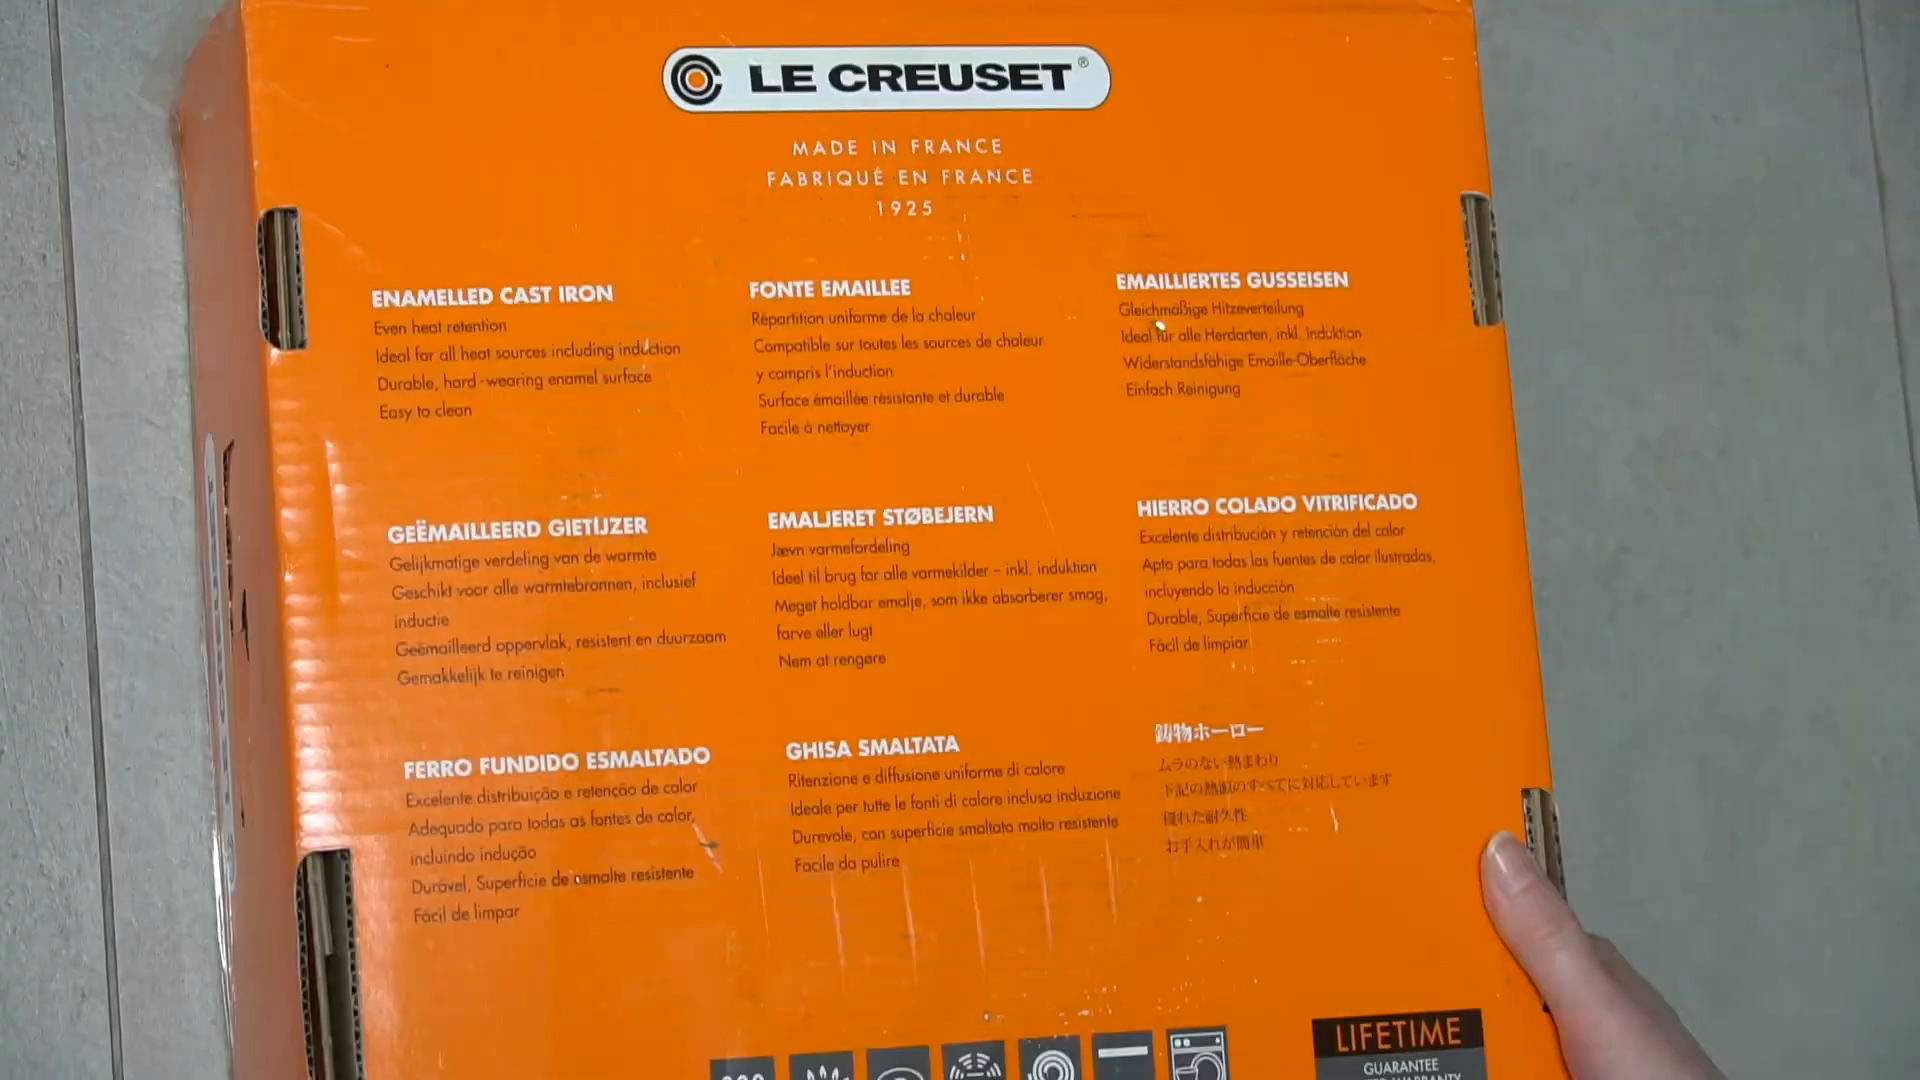 LE CREUSET®
MADE IN FRANCE
FABRIQUÉ EN FRANCE
1925
ENAMELLED CAST IRON
Even heat retention
Ideal for all heat sources including induction
Durable, hard-wearing enamel surface
Easy to clean
FONTE EMAILLEE
Répartition uniforme de la chaleur
Compatible sur toutes les sources de chaleur
y compris l'induction
Surface émaillée résistante et durable
Facile à nettoyer
EMAILLIERTES GUSSEISEN
Gleichmäßige Hitzeverteilung
Ideal für alle Herdarten, inkl. Induktion
Widerstandsfähige Emaille-Oberfläche
Einfach Reinigung
GEËMAILLEERD GIETIJZER
Gelijkmatige verdeling van de warmte
Geschikt voor alle warmtebronnen, inclusief
inductie
Geëmailleerd oppervlak, resistent en duurzaam
Gemakkelijk te reinigen
EMALJERET STØBEJERN
Jævn varmefordeling
Ideel til brug for alle varmekilder – inkl. induktion
Meget holdbar emalje, som ikke absorberer smag,
farve eller lugt
Nem at rengøre
HIERRO COLADO VITRIFICADO
Excelente distribución y retención del calor
Apto para todas las fuentes de calor ilustradas,
incluyendo la inducción
Durable, Superficie de esmalte resistente
Fácil de limpiar
FERRO FUNDIDO ESMALTADO
Excelente distribuição e retenção de calor
Adequado para todas as fontes de calor,
incluindo indução
Durável, Superfície de esmalte resistente
Fácil de limpar
GHISA SMALTATA
Ritenzione e diffusione uniforme di calore
Ideale per tutte le fonti di calore inclusa induzione
Durevole, con superficie smaltata molto resistente
Facile da pulire
鋳物ホーロー
ムラのない熱まわり
下記の熱源のすべてに対応しています
優れた耐久性
お手入れが簡単
LIFETIME
GUARANTEE